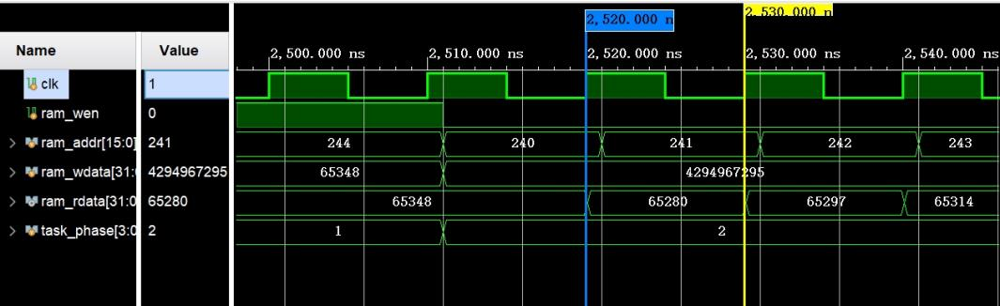 2,520.000 n
2,530.000 n
Name Value
2,500.000 ns 2,510.000 ns 2,520.000 ns 2,530.000 ns 2,540.000 ns
clk 1
ram_wen 0
ram_addr[15:0] 241 244 240 241 242 243
ram_wdata[31:0 4294967295 65348 4294967295
ram_rdata[31:0 65280 65348 65280 65297 65314
task_phase[3:0 2 1 2